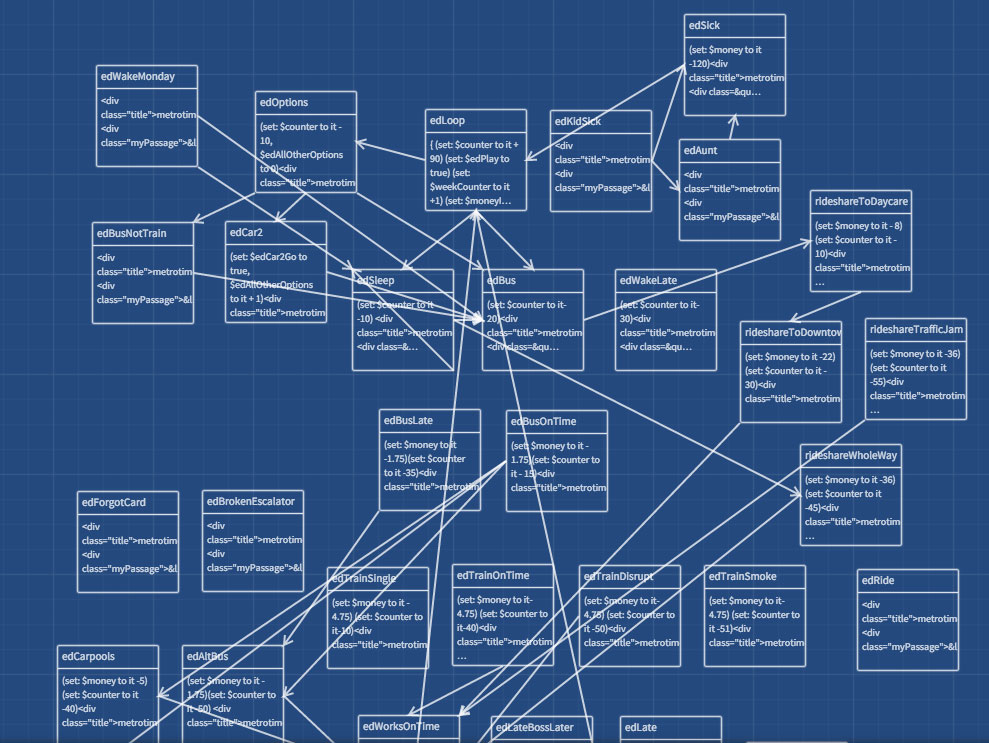 edSick
(set: $money to it
-120)<div
class="title">metrotim
<div class=&qu…
edWakeMonday
<div
class="title">metrotim
<div
class="myPassage">&l
edOptions
(set: $counter to it -
10,
$edAllOtherOptions
to 0)<div
class="title">metrotim
edLoop
{ (set: $counter to it +
90) (set: $edPlay to
true) (set:
$weekCounter to it
+1) (set: $moneyI…
edKidSick
<div
class="title">metrotim
<div
class="myPassage">&l
edAunt
<div
class="title">metrotim
<div
class="myPassage">&l
rideshareToDaycare
(set: $money to it - 8)
(set: $counter to it -
10)<div
class="title">metrotim
…
edBusNotTrain
<div
class="title">metrotim
<div
class="myPassage">&l
edCar2
(set: $edCar2Go to
true,
$edAllOtherOptions
to it + 1)<div
class="title">metrotim
edSleep
(set: $counter to it
-10) <div
class="title">metrotim
<div class=&…
edBus
(set: $counter to it-
20)<div
class="title">metrotim
<div class=&qu…
edWakeLate
(set: $counter to it-
30)<div
class="title">metrotim
<div class=&qu…
rideshareToDowntow
(set: $money to it -22)
(set: $counter to it -
30)<div
class="title">metrotim
…
rideshareTrafficJam
(set: $money to it -36)
(set: $counter to it
-55)<div
class="title">metrotim
…
edBusLate
(set: $money to it
-1.75)(set: $counter
to it -35)<div
class="title">metrotim
edBusOnTime
(set: $money to it -
1.75)(set: $counter
to it - 15)<div
class="title">metrotim
rideshareWholeWay
(set: $money to it -36)
(set: $counter to it
-45)<div
class="title">metrotim
…
edForgotCard
<div
class="title">metrotim
<div
class="myPassage">&l
edBrokenEscalator
<div
class="title">metrotim
<div
class="myPassage">&l
edTrainSingle
(set: $money to it -
4.75) (set: $counter to
it-10)<div
class="title">metrotim
edTrainOnTime
(set: $money to it-
4.75) (set: $counter to
it-40)<div
class="title">metrotim
…
edTrainDisrupt
(set: $money to it-
4.75) (set: $counter to
it -50)<div
class="title">metrotim
edTrainSmoke
(set: $money to it-
4.75) (set: $counter to
it -51)<div
class="title">metrotim
edRide
<div
class="title">metrotim
<div
class="myPassage">&l
edCarpools
(set: $money to it -5)
(set: $counter to it
-40)<div
class="title">metrotim
edAltBus
(set: $money to it -
1.75)(set: $counter to
it -50) <div
class="title">metrotim
edWorksOnTime
edLateBossLater
edLate